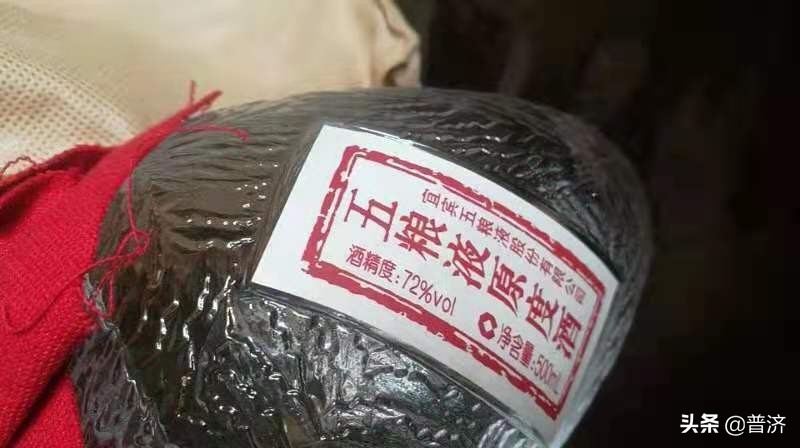 宜宾五粮液股份有限公司
五粮液原度酒
酒精度:72%vol
净含量:500mL
头条 @普济